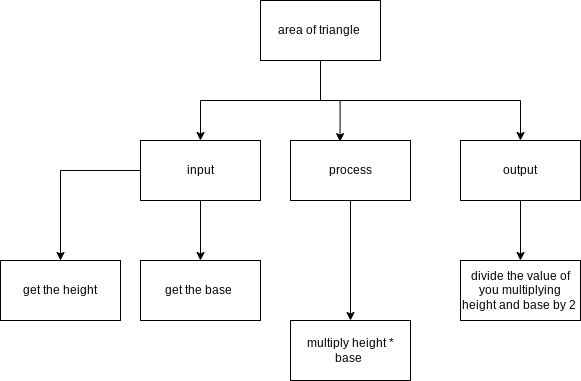 area of triangle
input
process
output
get the height
get the base
divide the value of
you multiplying
height and base by 2
multiply height *
base